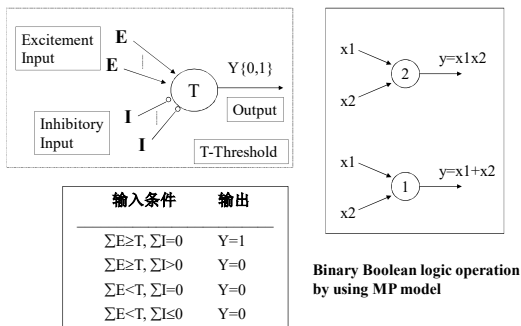 Excitement
Input
E
E
Inhibitory
Input
I
I
T
Y{0,1}
Output
T-Threshold
输入条件 输出
∑E≥T, ∑I=0 Y=1
∑E≥T, ∑I>0 Y=0
∑E<T, ∑I=0 Y=0
∑E<T, ∑I≤0 Y=0
x1
x2
2
y=x1x2
x1
x2
1
y=x1+x2
Binary Boolean logic operation
by using MP model